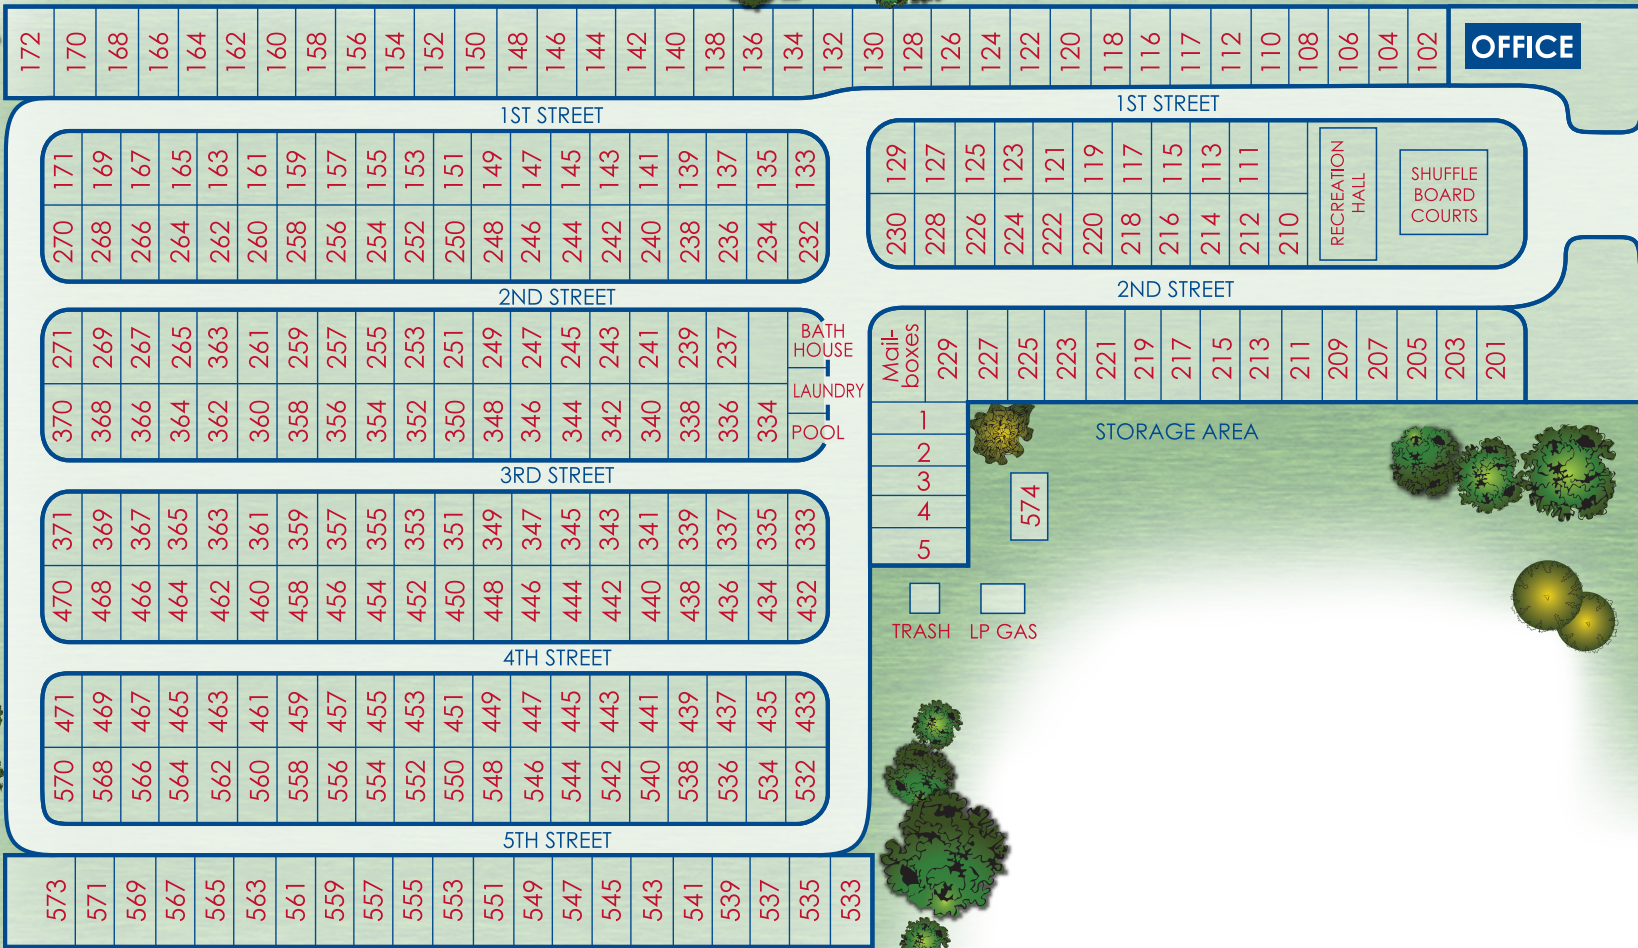 172 170 168 166 164 162 160 158 156 154 152 150 148 146 144 142 140 138 136 134 132 130 128 126 124 122 120 118 116 117 112 110 108 106 104 102
OFFICE
1ST STREET
1ST STREET
171 169 167 165 163 161 159 157 155 153 151 149 147 145 143 141 139 137 135 133
270 268 266 264 262 260 258 256 254 252 250 248 246 244 242 240 238 236 234 232
129 127 125 123 121 119 117 115 113 111
230 228 226 224 222 220 218 216 214 212 210
RECREATION
HALL
SHUFFLE
BOARD
COURTS
2ND STREET
2ND STREET
271 269 267 265 363 261 259 257 255 253 251 249 247 245 243 241 239 237
BATH
HOUSE
LAUNDRY
POOL
370 368 366 364 362 360 358 356 354 352 350 348 346 344 342 340 338 336 334
Mail-
boxes
229 227 225 223 221 219 217 215 213 211 209 207 205 203 201
1
2
3
4
5
STORAGE AREA
574
TRASH
LP GAS
3RD STREET
371 369 367 365 363 361 359 357 355 353 351 349 347 345 343 341 339 337 335 333
470 468 466 464 462 460 458 456 454 452 450 448 446 444 442 440 438 436 434 432
4TH STREET
471 469 467 465 463 461 459 457 455 453 451 449 447 445 443 441 439 437 435 433
570 568 566 564 562 560 558 556 554 552 550 548 546 544 542 540 538 536 534 532
5TH STREET
573 571 569 567 565 563 561 559 557 555 553 551 549 547 545 543 541 539 537 535 533